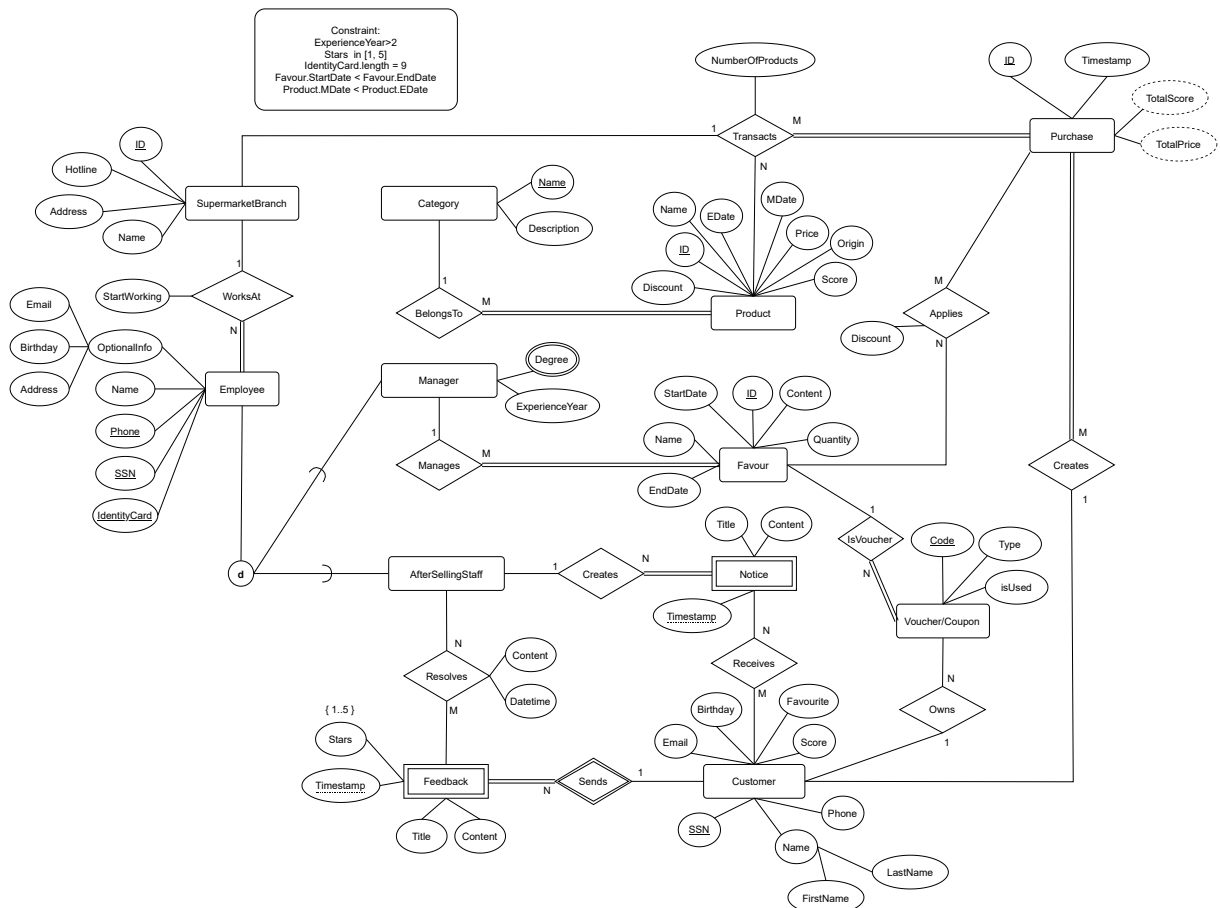 Constraint:
ExperienceYear>2
Stars in [1, 5]
IdentityCard.length = 9
Favour.StartDate < Favour.EndDate
Product.MDate < Product.EDate
NumberOfProducts
ID
Timestamp
TotalScore
TotalPrice
Purchase
1
Transacts
M
N
ID
Hotline
Address
Name
SupermarketBranch
Category
Name
Description
Name
EDate
MDate
Price
Origin
ID
Score
Discount
Product
1
StartWorking
WorksAt
N
1
BelongsTo
M
M
Applies
Discount
N
Email
Birthday
Address
OptionalInfo
Name
Phone
SSN
IdentityCard
Employee
Manager
Degree
ExperienceYear
1
Manages
M
StartDate
ID
Content
Name
Quantity
EndDate
Favour
M
Creates
1
1
IsVoucher
N
Code
Type
isUsed
Voucher/Coupon
d
AfterSellingStaff
1
Creates
N
Title
Content
Notice
Timestamp
N
Receives
M
N
Resolves
M
Content
Datetime
N
Owns
1
{ 1..5 }
Stars
Timestamp
Feedback
Title
Content
N
Sends
1
Email
Birthday
Favourite
Score
Customer
SSN
Phone
Name
LastName
FirstName